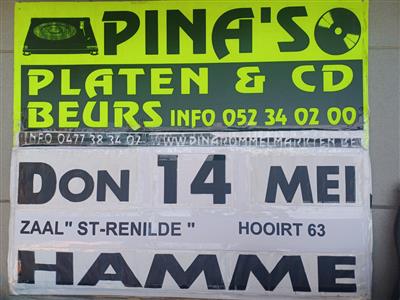 PINA'S
PLATEN & CD
BEURS INFO 052 34 02 00
INFO 0477 38 34 02 WWW.PINAROMMELMARKTEN.BE
DON 14 MEI
ZAAL" ST-RENILDE " HOOIRT 63
HAMME